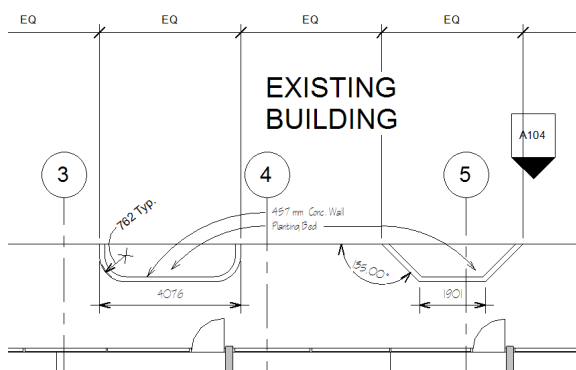 EQ
EQ
EQ
EQ
EXISTING
BUILDING
A104
3
4
5
762 Typ.
457 mm Conc. Wall
Planting Bed
135.00°
4076
1901